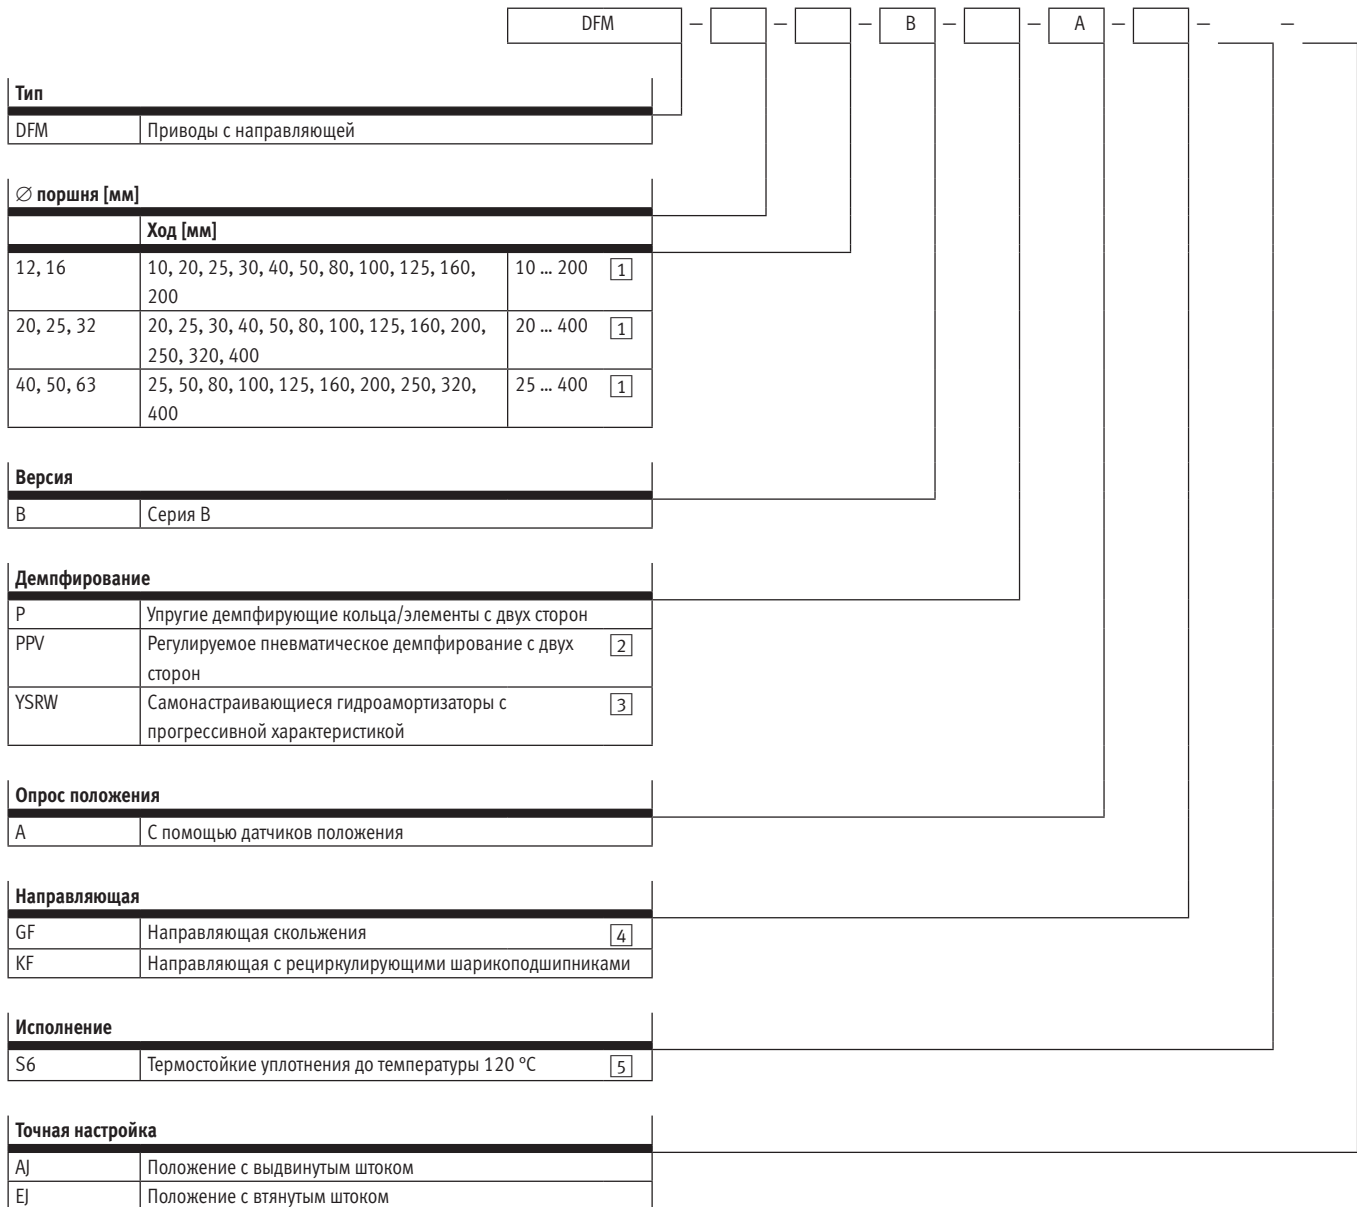 DFM – – – B – – A – – –
Тип
DFM Приводы с направляющей
∅ поршня [мм]
Ход [мм]
12, 16 10, 20, 25, 30, 40, 50, 80, 100, 125, 160, 10 … 200 1
200
20, 25, 32 20, 25, 30, 40, 50, 80, 100, 125, 160, 200, 20 … 400 1
250, 320, 400
40, 50, 63 25, 50, 80, 100, 125, 160, 200, 250, 320, 25 … 400 1
400
Версия
B Серия B
Демпфирование
P Упругие демпфирующие кольца/элементы с двух сторон
PPV Регулируемое пневматическое демпфирование с двух 2
сторон
YSRW Самонастраивающиеся гидроамортизаторы с 3
прогрессивной характеристикой
Опрос положения
A С помощью датчиков положения
Направляющая
GF Направляющая скольжения 4
KF Направляющая с рециркулирующими шарикоподшипниками
Исполнение
S6 Термостойкие уплотнения до температуры 120 °C 5
Точная настройка
AJ Положение с выдвинутым штоком
EJ Положение с втянутым штоком